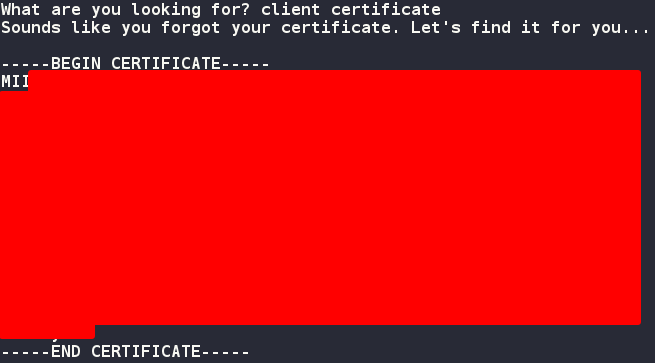 What are you looking for? client certificate
Sounds like you forgot your certificate. Let's find it for you...
-----BEGIN CERTIFICATE-----
MII
-----END CERTIFICATE-----